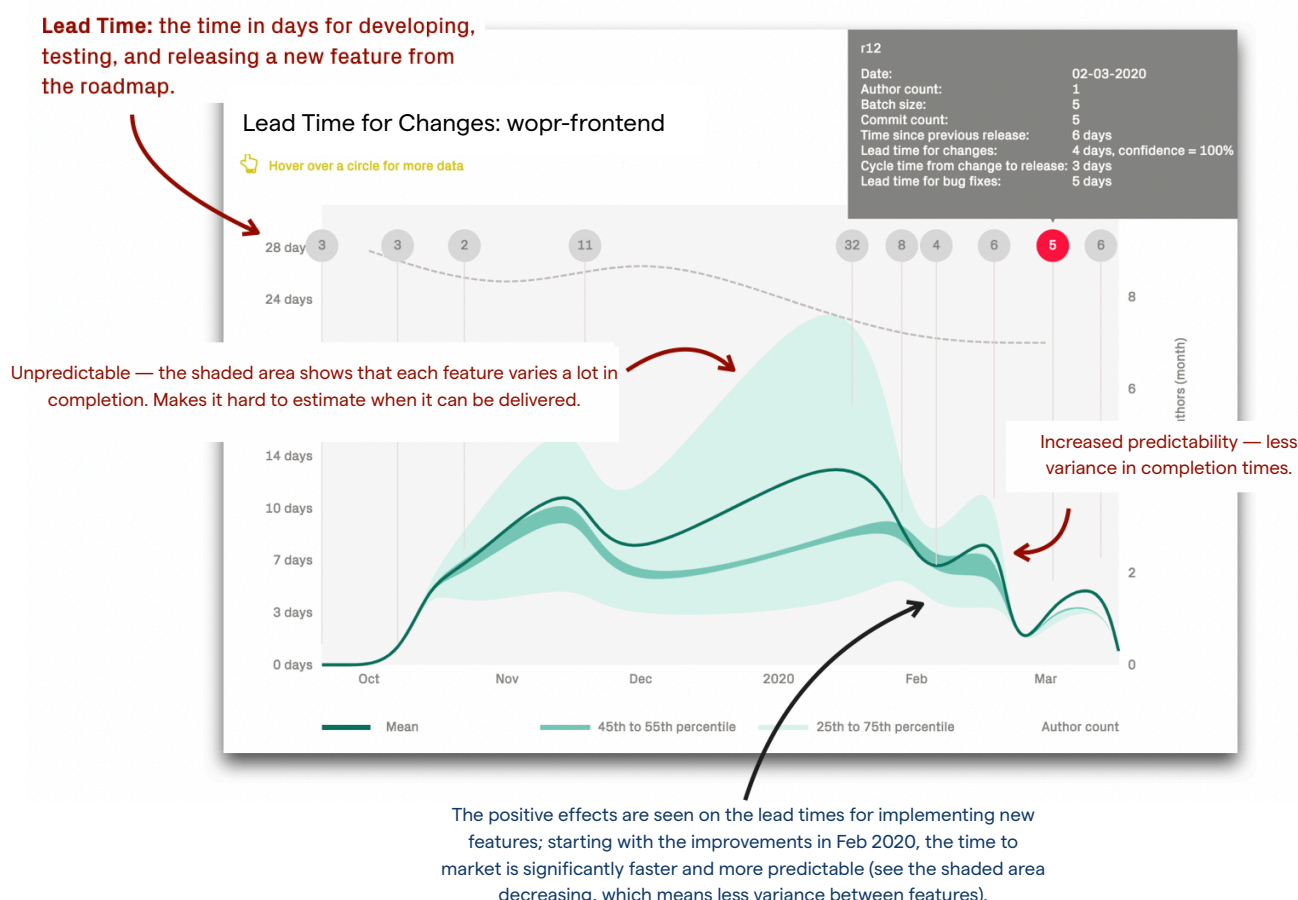 Lead Time: the time in days for developing,
testing, and releasing a new feature from
the roadmap.
r12
Date: 02-03-2020
Author count: 1
Batch size: 5
Commit count: 5
Time since previous release: 6 days
Lead time for changes: 4 days, confidence = 100%
Cycle time from change to release: 3 days
Lead time for bug fixes: 5 days
Lead Time for Changes: wopr-frontend
Hover over a circle for more data
28 day
3 3 2 11 32 8 4 6 5 6
24 days
8
Unpredictable — the shaded area shows that each feature varies a lot in
completion. Makes it hard to estimate when it can be delivered.
6
(month)
Increased predictability — less
variance in completion times.
14 days
10 days
7 days
2
3 days
0 days
0
Oct Nov Dec 2020 Feb Mar
Mean 45th to 55th percentile 25th to 75th percentile Author count
The positive effects are seen on the lead times for implementing new
features; starting with the improvements in Feb 2020, the time to
market is significantly faster and more predictable (see the shaded area
decreasing, which means less variance between features).